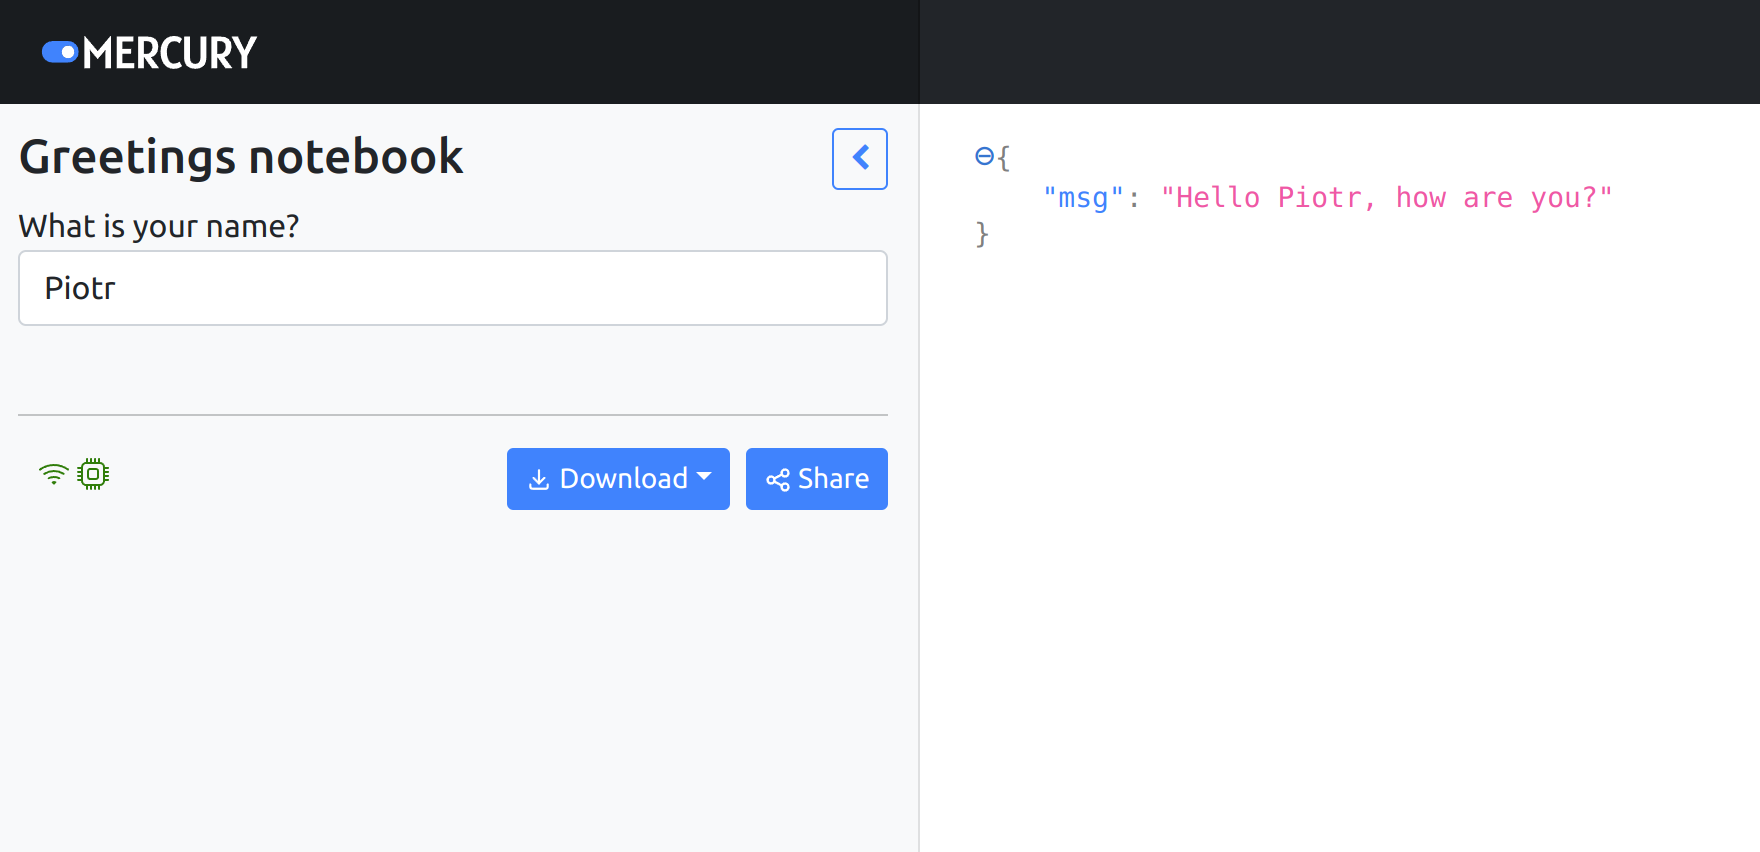 MERCURY
Greetings notebook
What is your name?
Piotr
Download
Share
{
"msg": "Hello Piotr, how are you?"
}